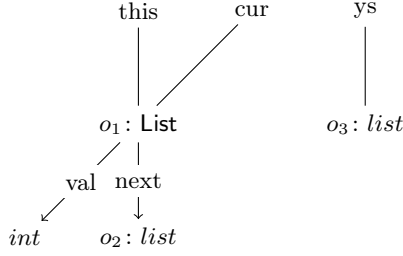 this cur ys
o₁ : List o₃ : list
val next
int o₂ : list